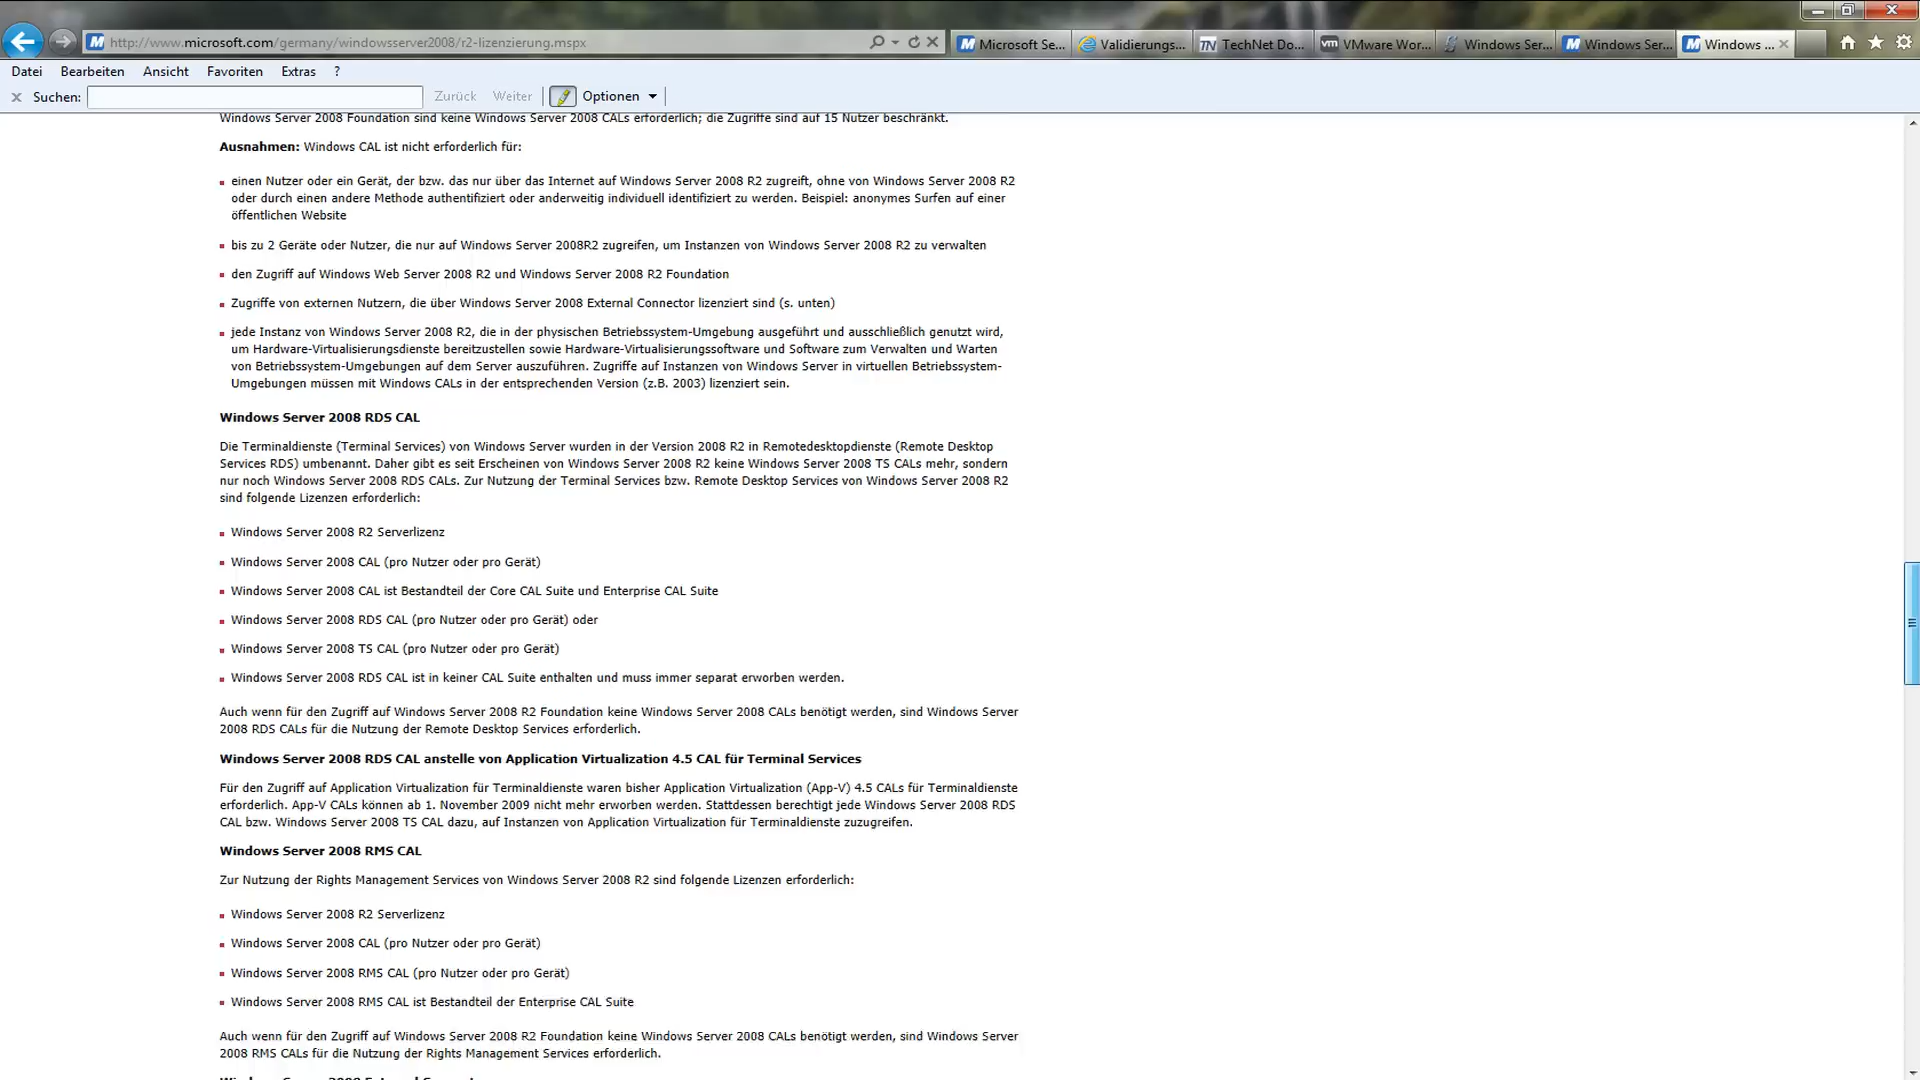 http://www.microsoft.com/germany/windowsserver2008/r2-lizenzierung.mspx
Microsoft Se...
Validierungs...
TechNet Do...
VMware Wor...
Windows Ser...
Windows Ser...
Windows ...
Datei Bearbeiten Ansicht Favoriten Extras ?
Suchen: Zurück Weiter Optionen
Windows Server 2008 Foundation sind keine Windows Server 2008 CALs erforderlich; die Zugriffe sind auf 15 Nutzer beschränkt.
Ausnahmen: Windows CAL ist nicht erforderlich für:
einen Nutzer oder ein Gerät, der bzw. das nur über das Internet auf Windows Server 2008 R2 zugreift, ohne von Windows Server 2008 R2
oder durch einen andere Methode authentifiziert oder anderweitig individuell identifiziert zu werden. Beispiel: anonymes Surfen auf einer
öffentlichen Website
bis zu 2 Geräte oder Nutzer, die nur auf Windows Server 2008R2 zugreifen, um Instanzen von Windows Server 2008 R2 zu verwalten
den Zugriff auf Windows Web Server 2008 R2 und Windows Server 2008 R2 Foundation
Zugriffe von externen Nutzern, die über Windows Server 2008 External Connector lizenziert sind (s. unten)
jede Instanz von Windows Server 2008 R2, die in der physischen Betriebssystem-Umgebung ausgeführt und ausschließlich genutzt wird,
um Hardware-Virtualisierungsdienste bereitzustellen sowie Hardware-Virtualisierungssoftware und Software zum Verwalten und Warten
von Betriebssystem-Umgebungen auf dem Server auszuführen. Zugriffe auf Instanzen von Windows Server in virtuellen Betriebssystem-
Umgebungen müssen mit Windows CALs in der entsprechenden Version (z.B. 2003) lizenziert sein.
Windows Server 2008 RDS CAL
Die Terminaldienste (Terminal Services) von Windows Server wurden in der Version 2008 R2 in Remotedesktopdienste (Remote Desktop
Services RDS) umbenannt. Daher gibt es seit Erscheinen von Windows Server 2008 R2 keine Windows Server 2008 TS CALs mehr, sondern
nur noch Windows Server 2008 RDS CALs. Zur Nutzung der Terminal Services bzw. Remote Desktop Services von Windows Server 2008 R2
sind folgende Lizenzen erforderlich:
Windows Server 2008 R2 Serverlizenz
Windows Server 2008 CAL (pro Nutzer oder pro Gerät)
Windows Server 2008 CAL ist Bestandteil der Core CAL Suite und Enterprise CAL Suite
Windows Server 2008 RDS CAL (pro Nutzer oder pro Gerät) oder
Windows Server 2008 TS CAL (pro Nutzer oder pro Gerät)
Windows Server 2008 RDS CAL ist in keiner CAL Suite enthalten und muss immer separat erworben werden.
Auch wenn für den Zugriff auf Windows Server 2008 R2 Foundation keine Windows Server 2008 CALs benötigt werden, sind Windows Server
2008 RDS CALs für die Nutzung der Remote Desktop Services erforderlich.
Windows Server 2008 RDS CAL anstelle von Application Virtualization 4.5 CAL für Terminal Services
Für den Zugriff auf Application Virtualization für Terminaldienste waren bisher Application Virtualization (App-V) 4.5 CALs für Terminaldienste
erforderlich. App-V CALs können ab 1. November 2009 nicht mehr erworben werden. Stattdessen berechtigt jede Windows Server 2008 RDS
CAL bzw. Windows Server 2008 TS CAL dazu, auf Instanzen von Application Virtualization für Terminaldienste zuzugreifen.
Windows Server 2008 RMS CAL
Zur Nutzung der Rights Management Services von Windows Server 2008 R2 sind folgende Lizenzen erforderlich:
Windows Server 2008 R2 Serverlizenz
Windows Server 2008 CAL (pro Nutzer oder pro Gerät)
Windows Server 2008 RMS CAL (pro Nutzer oder pro Gerät)
Windows Server 2008 RMS CAL ist Bestandteil der Enterprise CAL Suite
Auch wenn für den Zugriff auf Windows Server 2008 R2 Foundation keine Windows Server 2008 CALs benötigt werden, sind Windows Server
2008 RMS CALs für die Nutzung der Rights Management Services erforderlich.